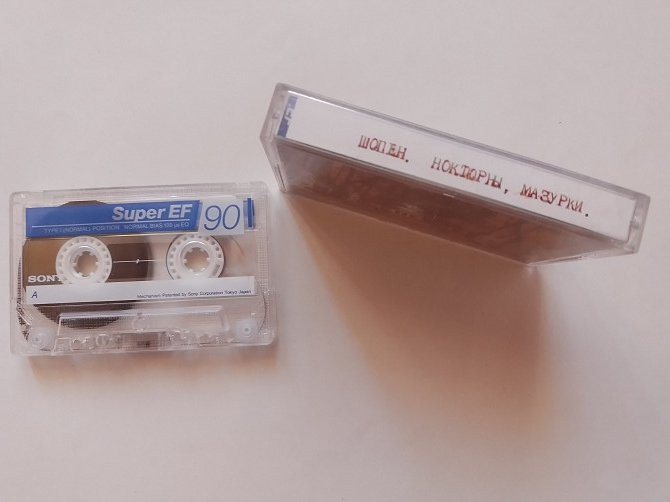 Super EF
90
TYPE I (NORMAL) POSITION NORMAL BIAS 120 µs EQ
SONY
A
Mechanism Patented by Sony Corporation Tokyo Japan
ШОПЕН. НОКТЮРНЫ, МАЗУРКИ.